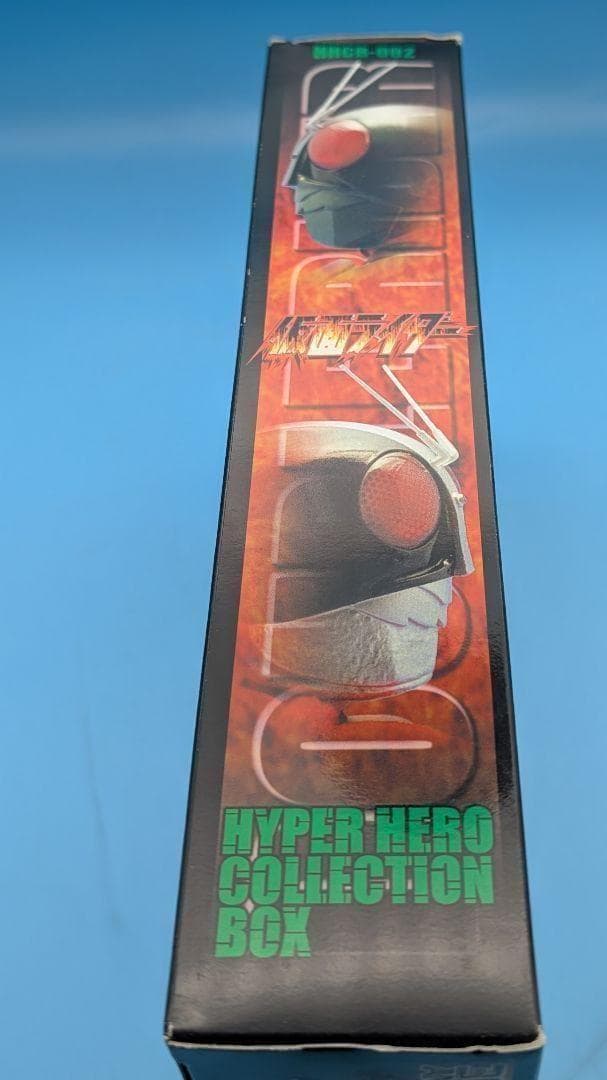 HHCB-002
仮面ライダー
HYPER HERO
COLLECTION
BOX